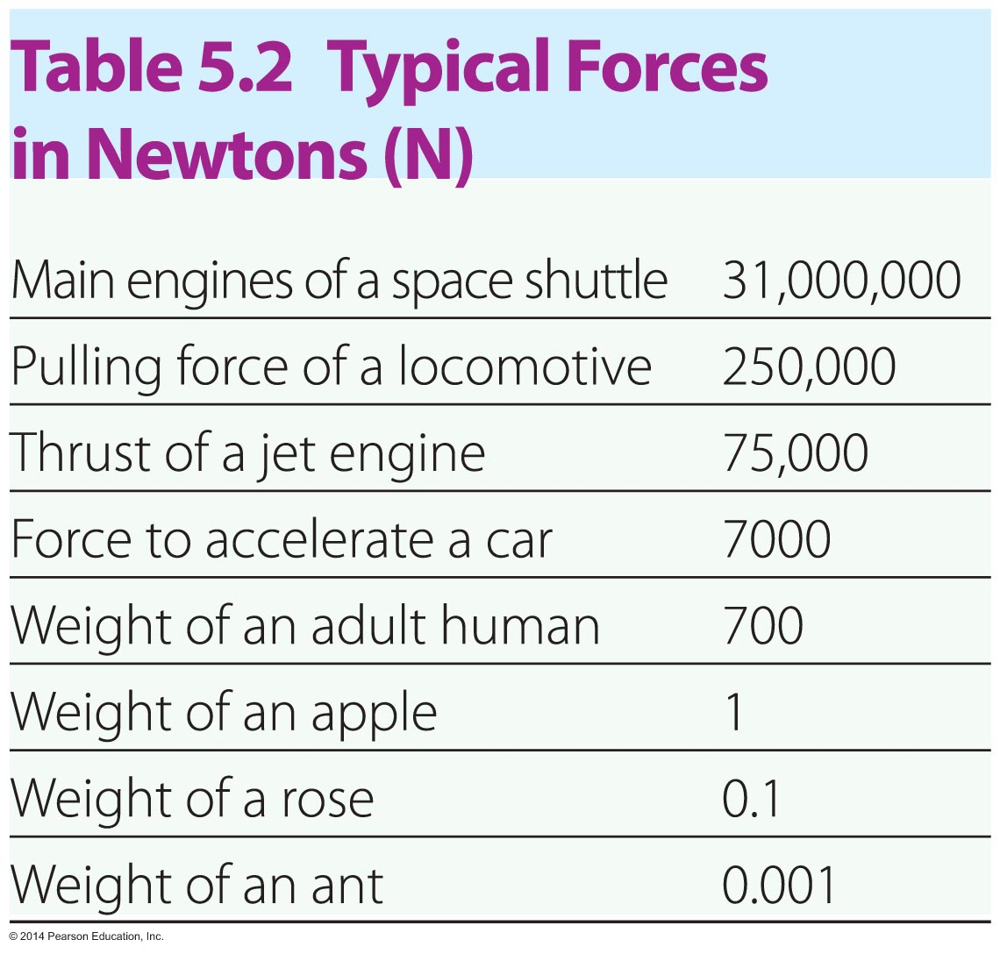 Table 5.2 Typical Forces
in Newtons (N)
Main engines of a space shuttle 31,000,000
Pulling force of a locomotive 250,000
Thrust of a jet engine 75,000
Force to accelerate a car 7000
Weight of an adult human 700
Weight of an apple 1
Weight of a rose 0.1
Weight of an ant 0.001
© 2014 Pearson Education, Inc.